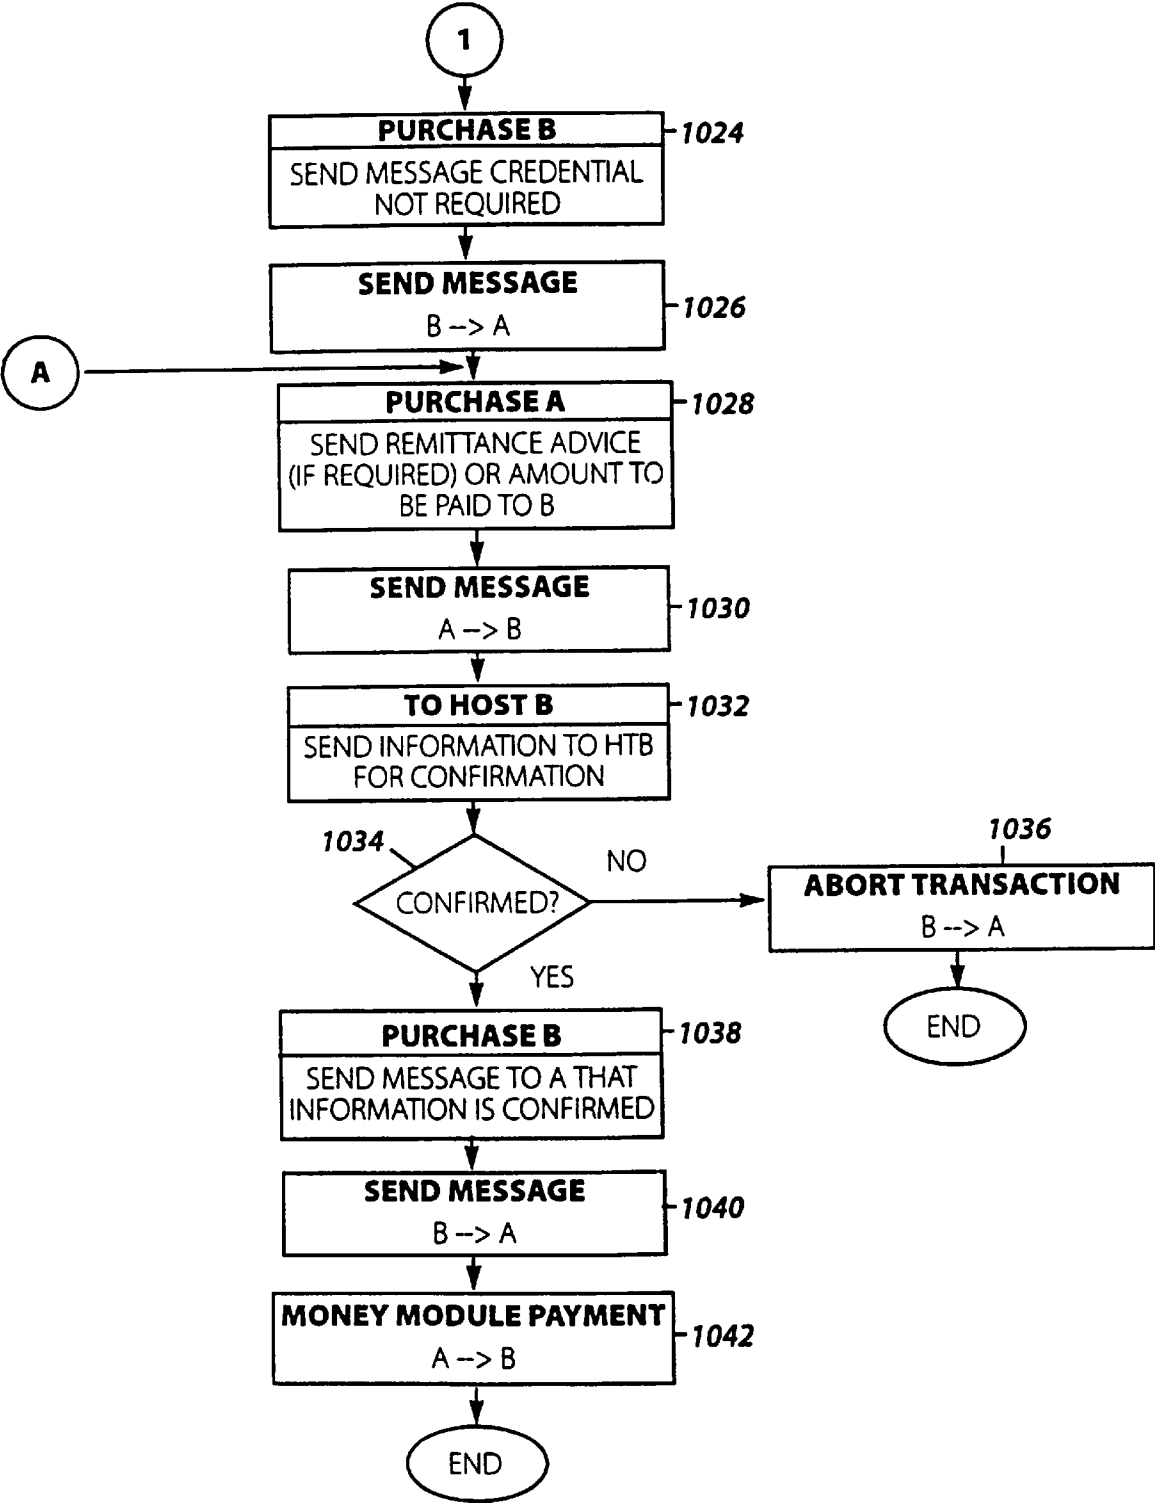 1
PURCHASE B
1024
SEND MESSAGE CREDENTIAL
NOT REQUIRED
SEND MESSAGE
1026
B --> A
A
PURCHASE A
1028
SEND REMITTANCE ADVICE
(IF REQUIRED) OR AMOUNT TO
BE PAID TO B
SEND MESSAGE
1030
A --> B
TO HOST B
1032
SEND INFORMATION TO HTB
FOR CONFIRMATION
1034
CONFIRMED?
NO
1036
ABORT TRANSACTION
B --> A
END
YES
PURCHASE B
1038
SEND MESSAGE TO A THAT
INFORMATION IS CONFIRMED
SEND MESSAGE
1040
B --> A
MONEY MODULE PAYMENT
1042
A --> B
END